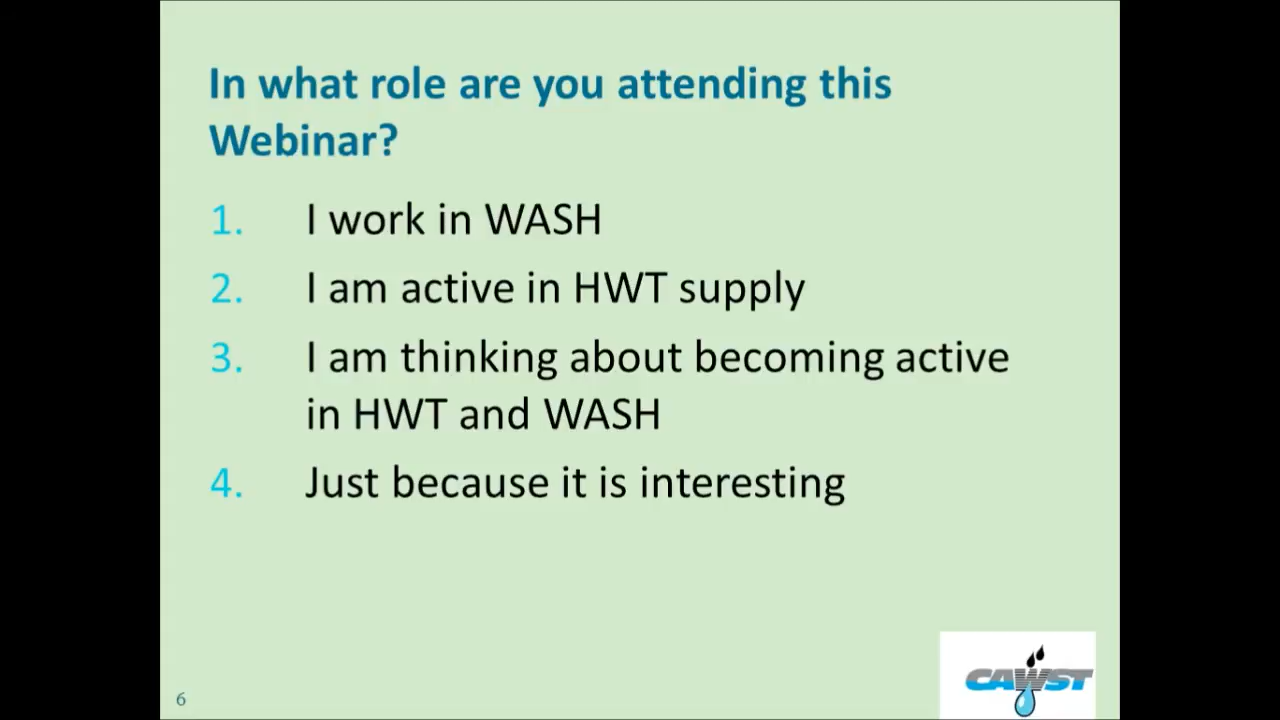 In what role are you attending this
Webinar?
1. I work in WASH
2. I am active in HWT supply
3. I am thinking about becoming active
in HWT and WASH
4. Just because it is interesting
6
CAWST